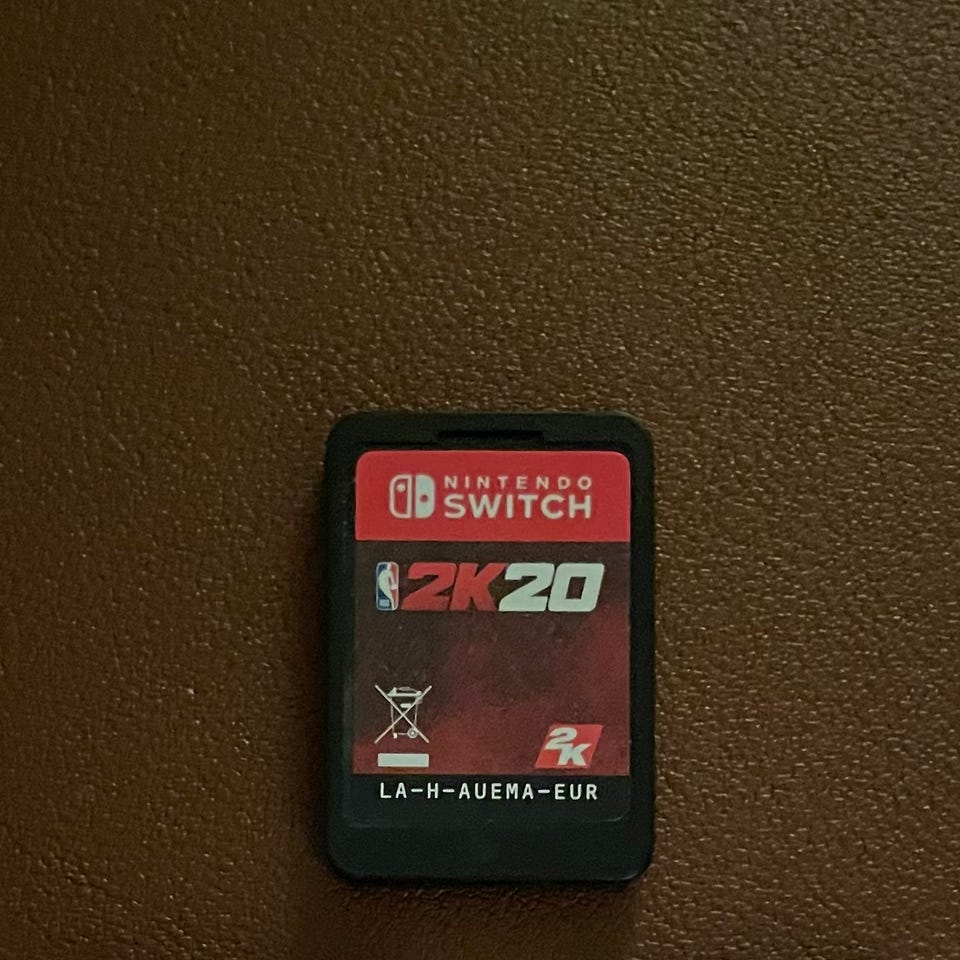 NINTENDO
SWITCH
2K20
2K
LA-H-AUEMA-EUR